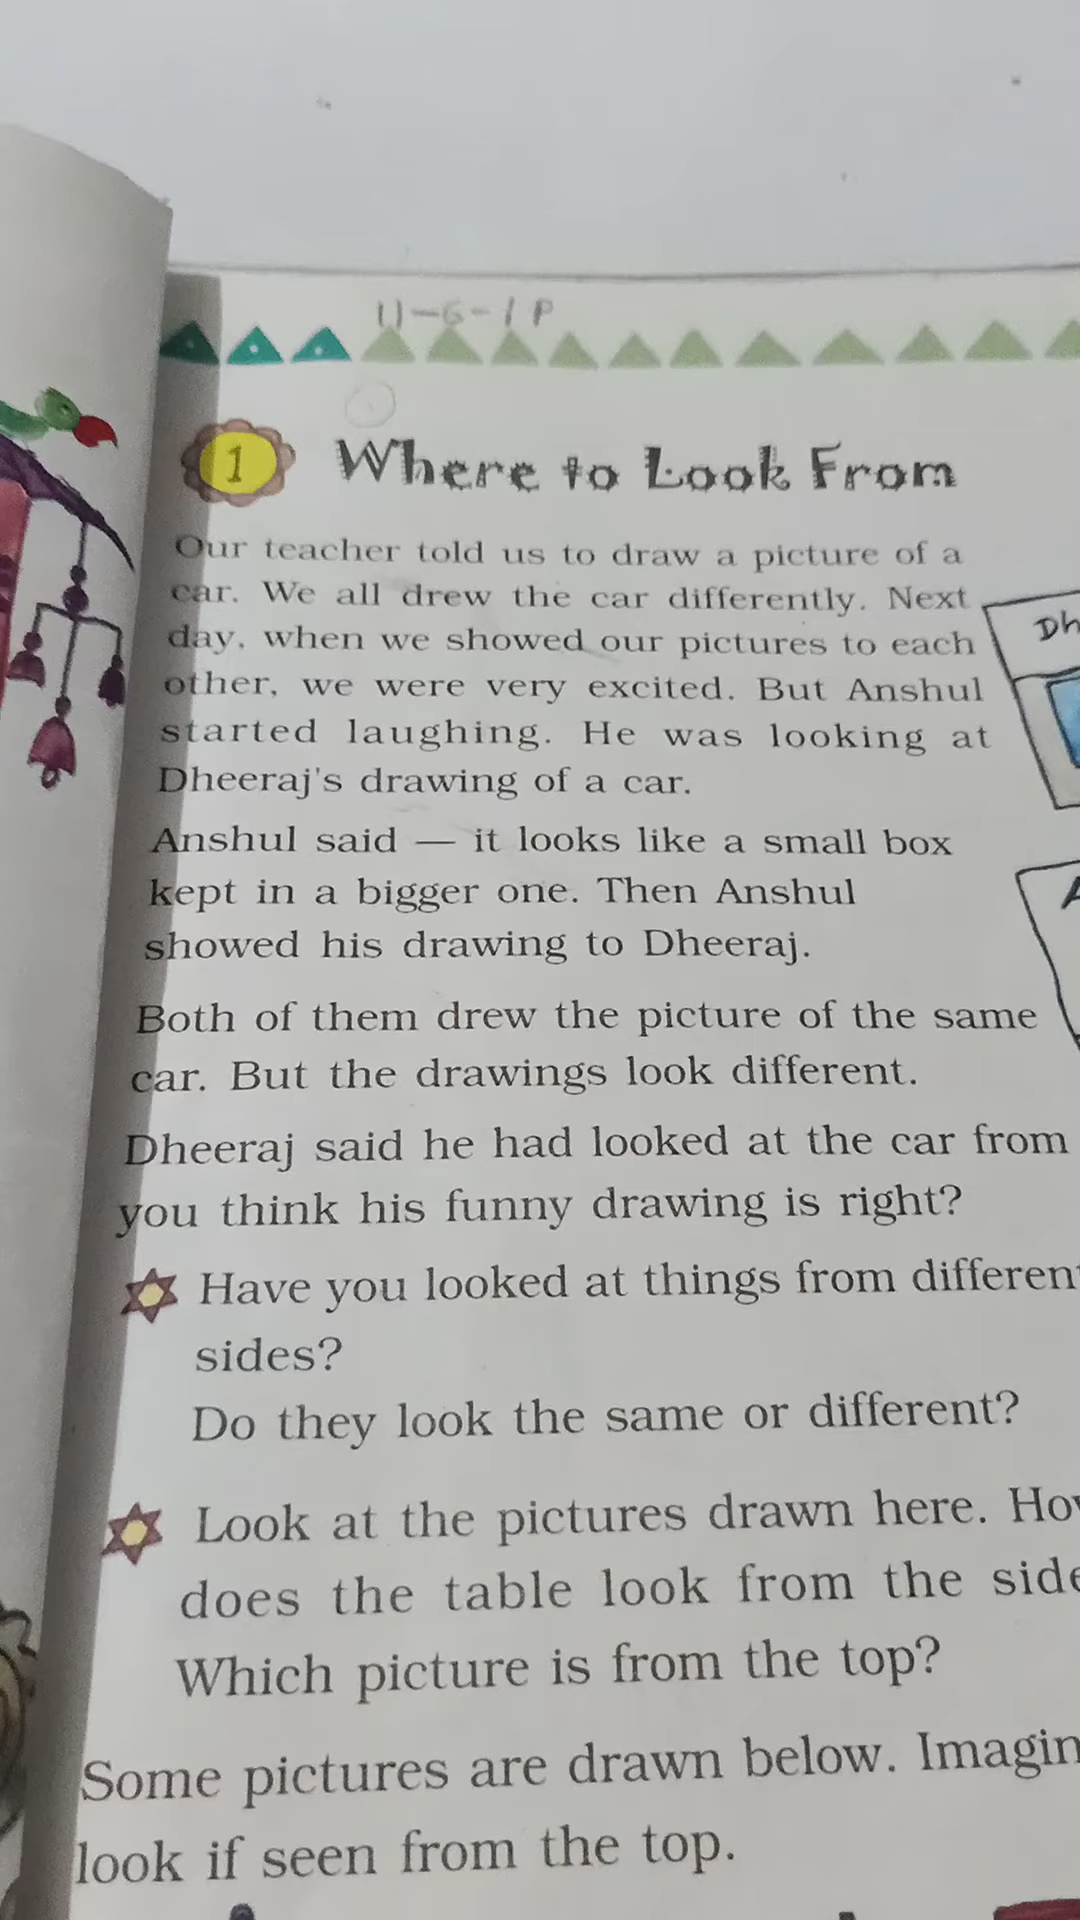 1 Where to Look From
Our teacher told us to draw a picture of a
car. We all drew the car differently. Next
day, when we showed our pictures to each
other, we were very excited. But Anshul
started laughing. He was looking at
Dheeraj's drawing of a car.
Anshul said — it looks like a small box
kept in a bigger one. Then Anshul
showed his drawing to Dheeraj.
Both of them drew the picture of the same
car. But the drawings look different.
Dheeraj said he had looked at the car from
you think his funny drawing is right?
Have you looked at things from
sides?
Do they look the same or different?
Look at the pictures drawn here.
does the table look from the
Which picture is from the top?
Some pictures are drawn below.
look if seen from the top.